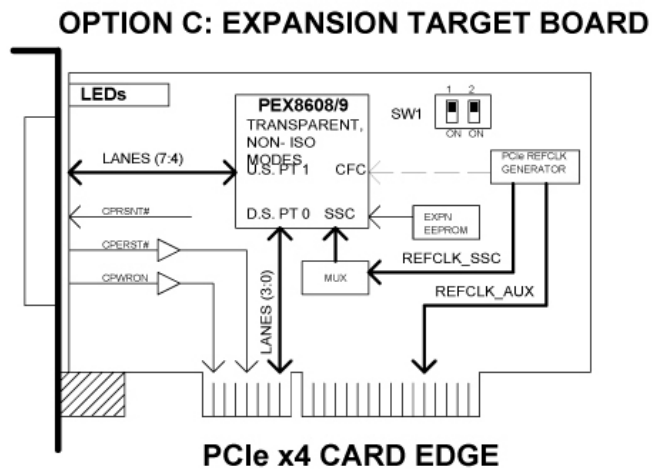 OPTION C: EXPANSION TARGET BOARD
LEDs
PEX8608/9
TRANSPARENT,
NON- ISO
MODES
U.S. PT 1 CFC
D.S. PT 0 SSC
1 2
SW1
ON ON
PCIe REFCLK
GENERATOR
LANES (7:4)
CPRSNT#
CPERST#
CPWRON
EXPN
EEPROM
MUX
REFCLK_SSC
REFCLK_AUX
LANES (3:0)
PCIe x4 CARD EDGE